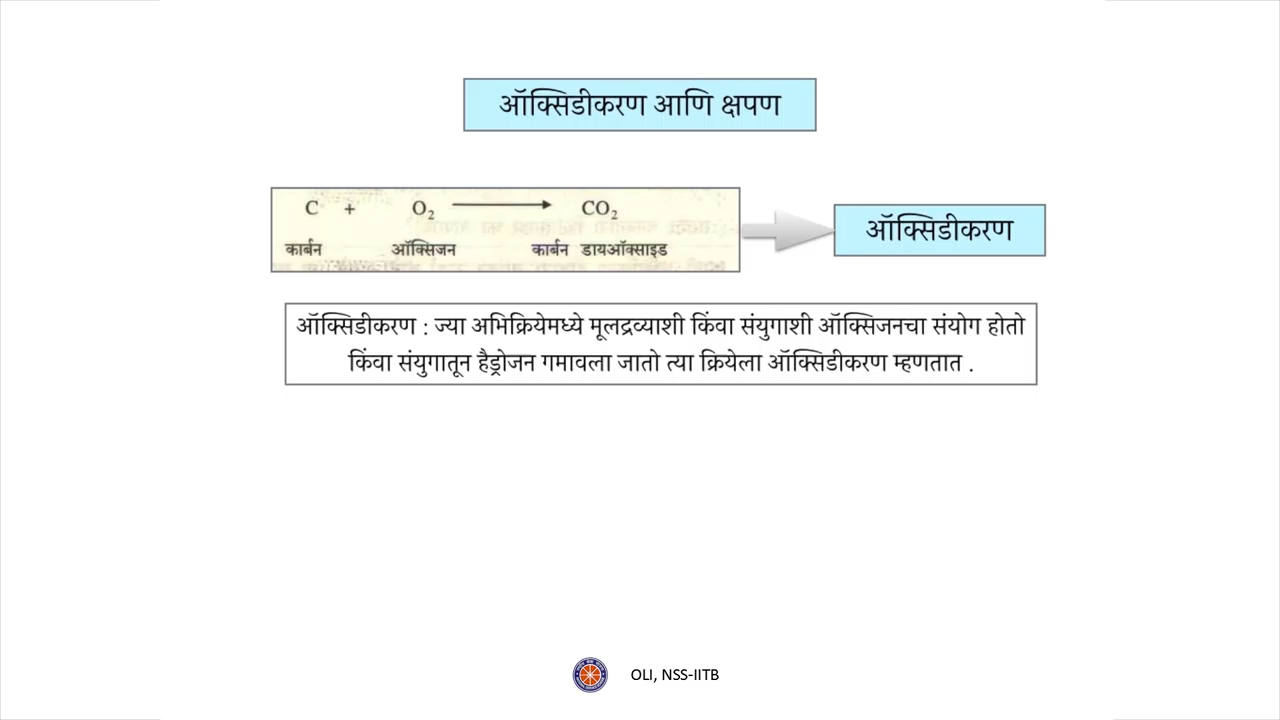 ऑक्सिडीकरण आणि क्षपण
C + O₂ ⟶ CO₂
कार्बन ऑक्सिजन कार्बन डायऑक्साइड
ऑक्सिडीकरण
ऑक्सिडीकरण : ज्या अभिक्रियेमध्ये मूलद्रव्याशी किंवा संयुगाशी ऑक्सिजनचा संयोग होतो
किंवा संयुगातून हैड्रोजन गमावला जातो त्या क्रियेला ऑक्सिडीकरण म्हणतात .
OLI, NSS-IITB